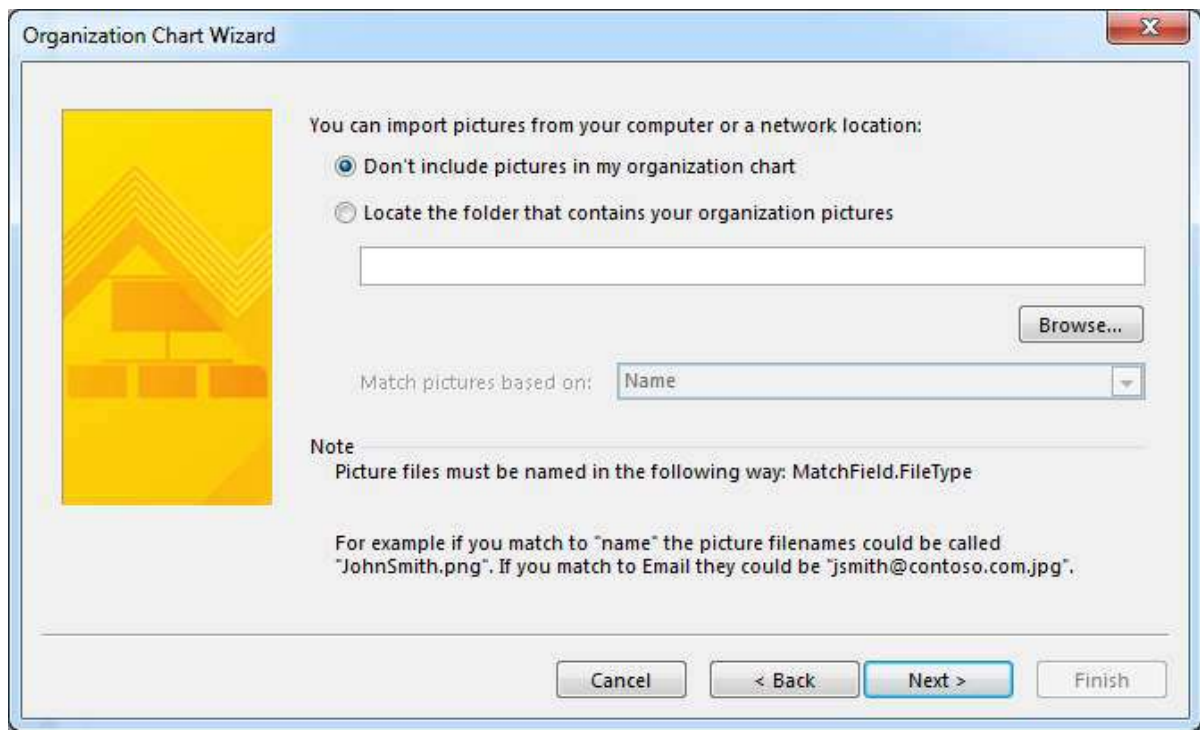 Organization Chart Wizard
You can import pictures from your computer or a network location:
Don't include pictures in my organization chart
Locate the folder that contains your organization pictures
Browse...
Match pictures based on: Name
Note
Picture files must be named in the following way: MatchField.FileType
For example if you match to "name" the picture filenames could be called
"JohnSmith.png". If you match to Email they could be "jsmith@contoso.com.jpg".
Cancel < Back Next > Finish